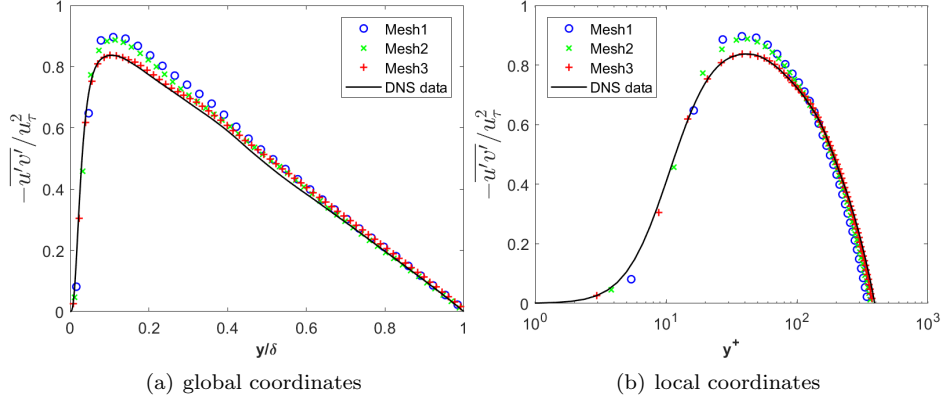 Mesh1
Mesh2
Mesh3
DNS data
1
0.8
0.6
0.4
0.2
0
0 0.2 0.4 0.6 0.8 1
y/δ
−u′v′/u²τ
(a) global coordinates
Mesh1
Mesh2
Mesh3
DNS data
1
0.8
0.6
0.4
0.2
0
10⁰ 10¹ 10² 10³
y⁺
−u′v′/u²τ
(b) local coordinates